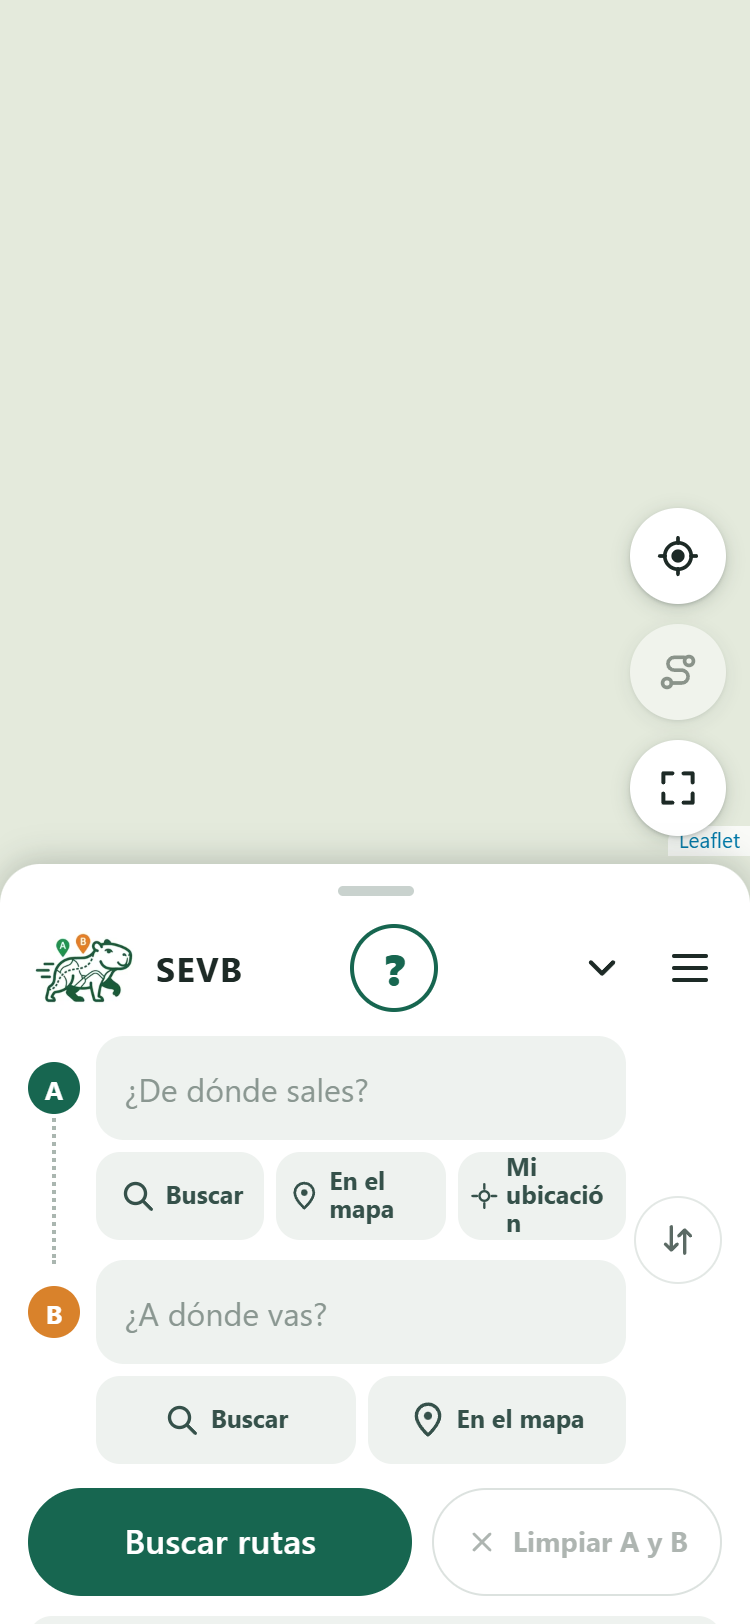 Leaflet
A B
SEVB
?
A
¿De dónde sales?
Buscar
En el
mapa
Mi
ubicació
n
B
¿A dónde vas?
Buscar
En el mapa
Buscar rutas
Limpiar A y B